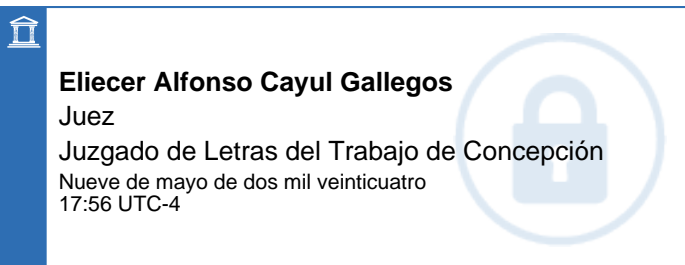 Eliecer Alfonso Cayul Gallegos
Juez
Juzgado de Letras del Trabajo de Concepción
Nueve de mayo de dos mil veinticuatro
17:56 UTC-4